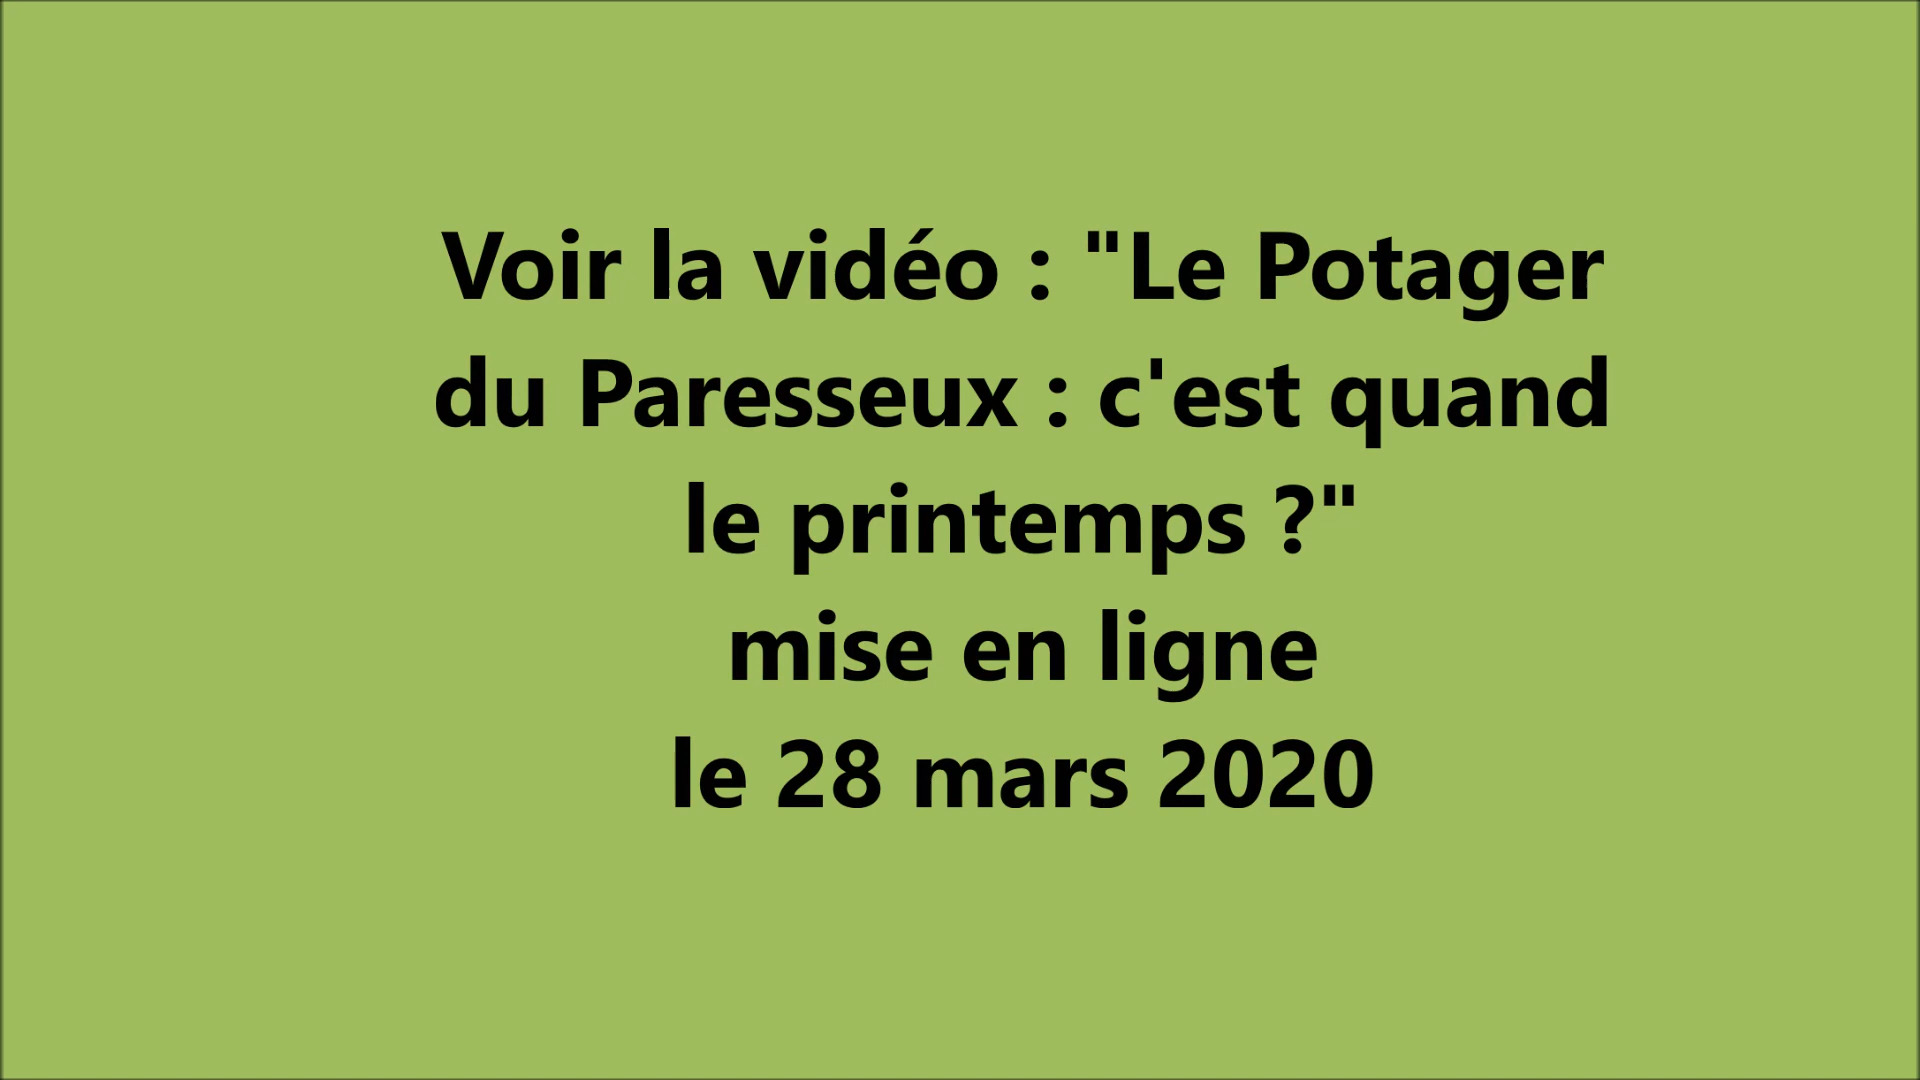 Voir la vidéo : "Le Potager
du Paresseux : c'est quand
le printemps ?"
mise en ligne
le 28 mars 2020